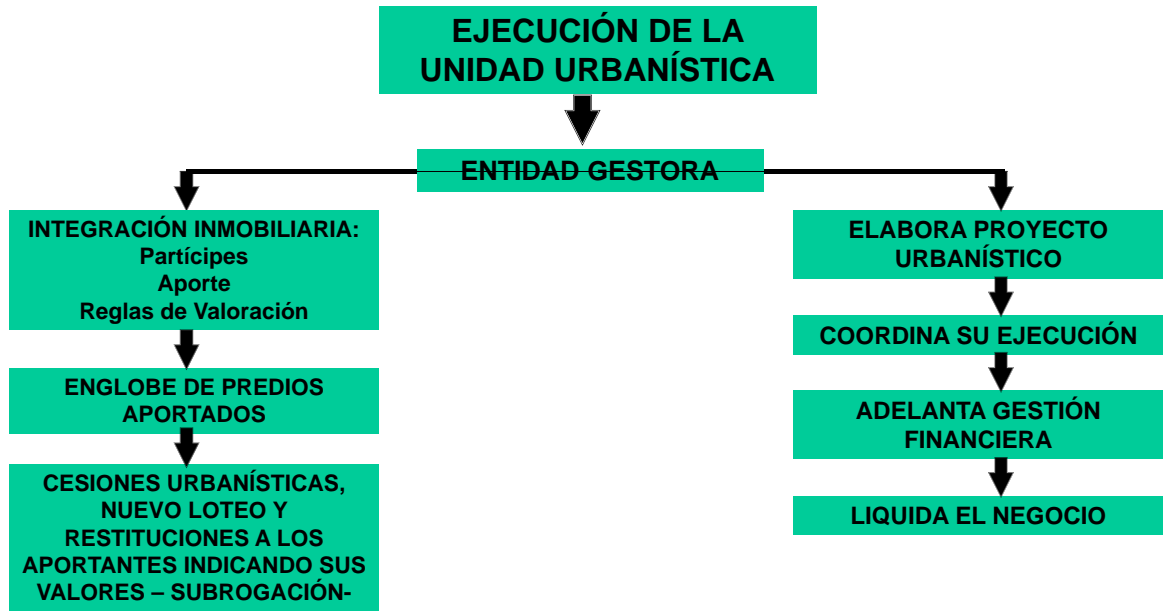 EJECUCIÓN DE LA
UNIDAD URBANÍSTICA
ENTIDAD GESTORA
INTEGRACIÓN INMOBILIARIA:
Partícipes
Aporte
Reglas de Valoración
ENGLOBE DE PREDIOS
APORTADOS
CESIONES URBANÍSTICAS,
NUEVO LOTEO Y
RESTITUCIONES A LOS
APORTANTES INDICANDO SUS
VALORES – SUBROGACIÓN-
ELABORA PROYECTO
URBANÍSTICO
COORDINA SU EJECUCIÓN
ADELANTA GESTIÓN
FINANCIERA
LIQUIDA EL NEGOCIO